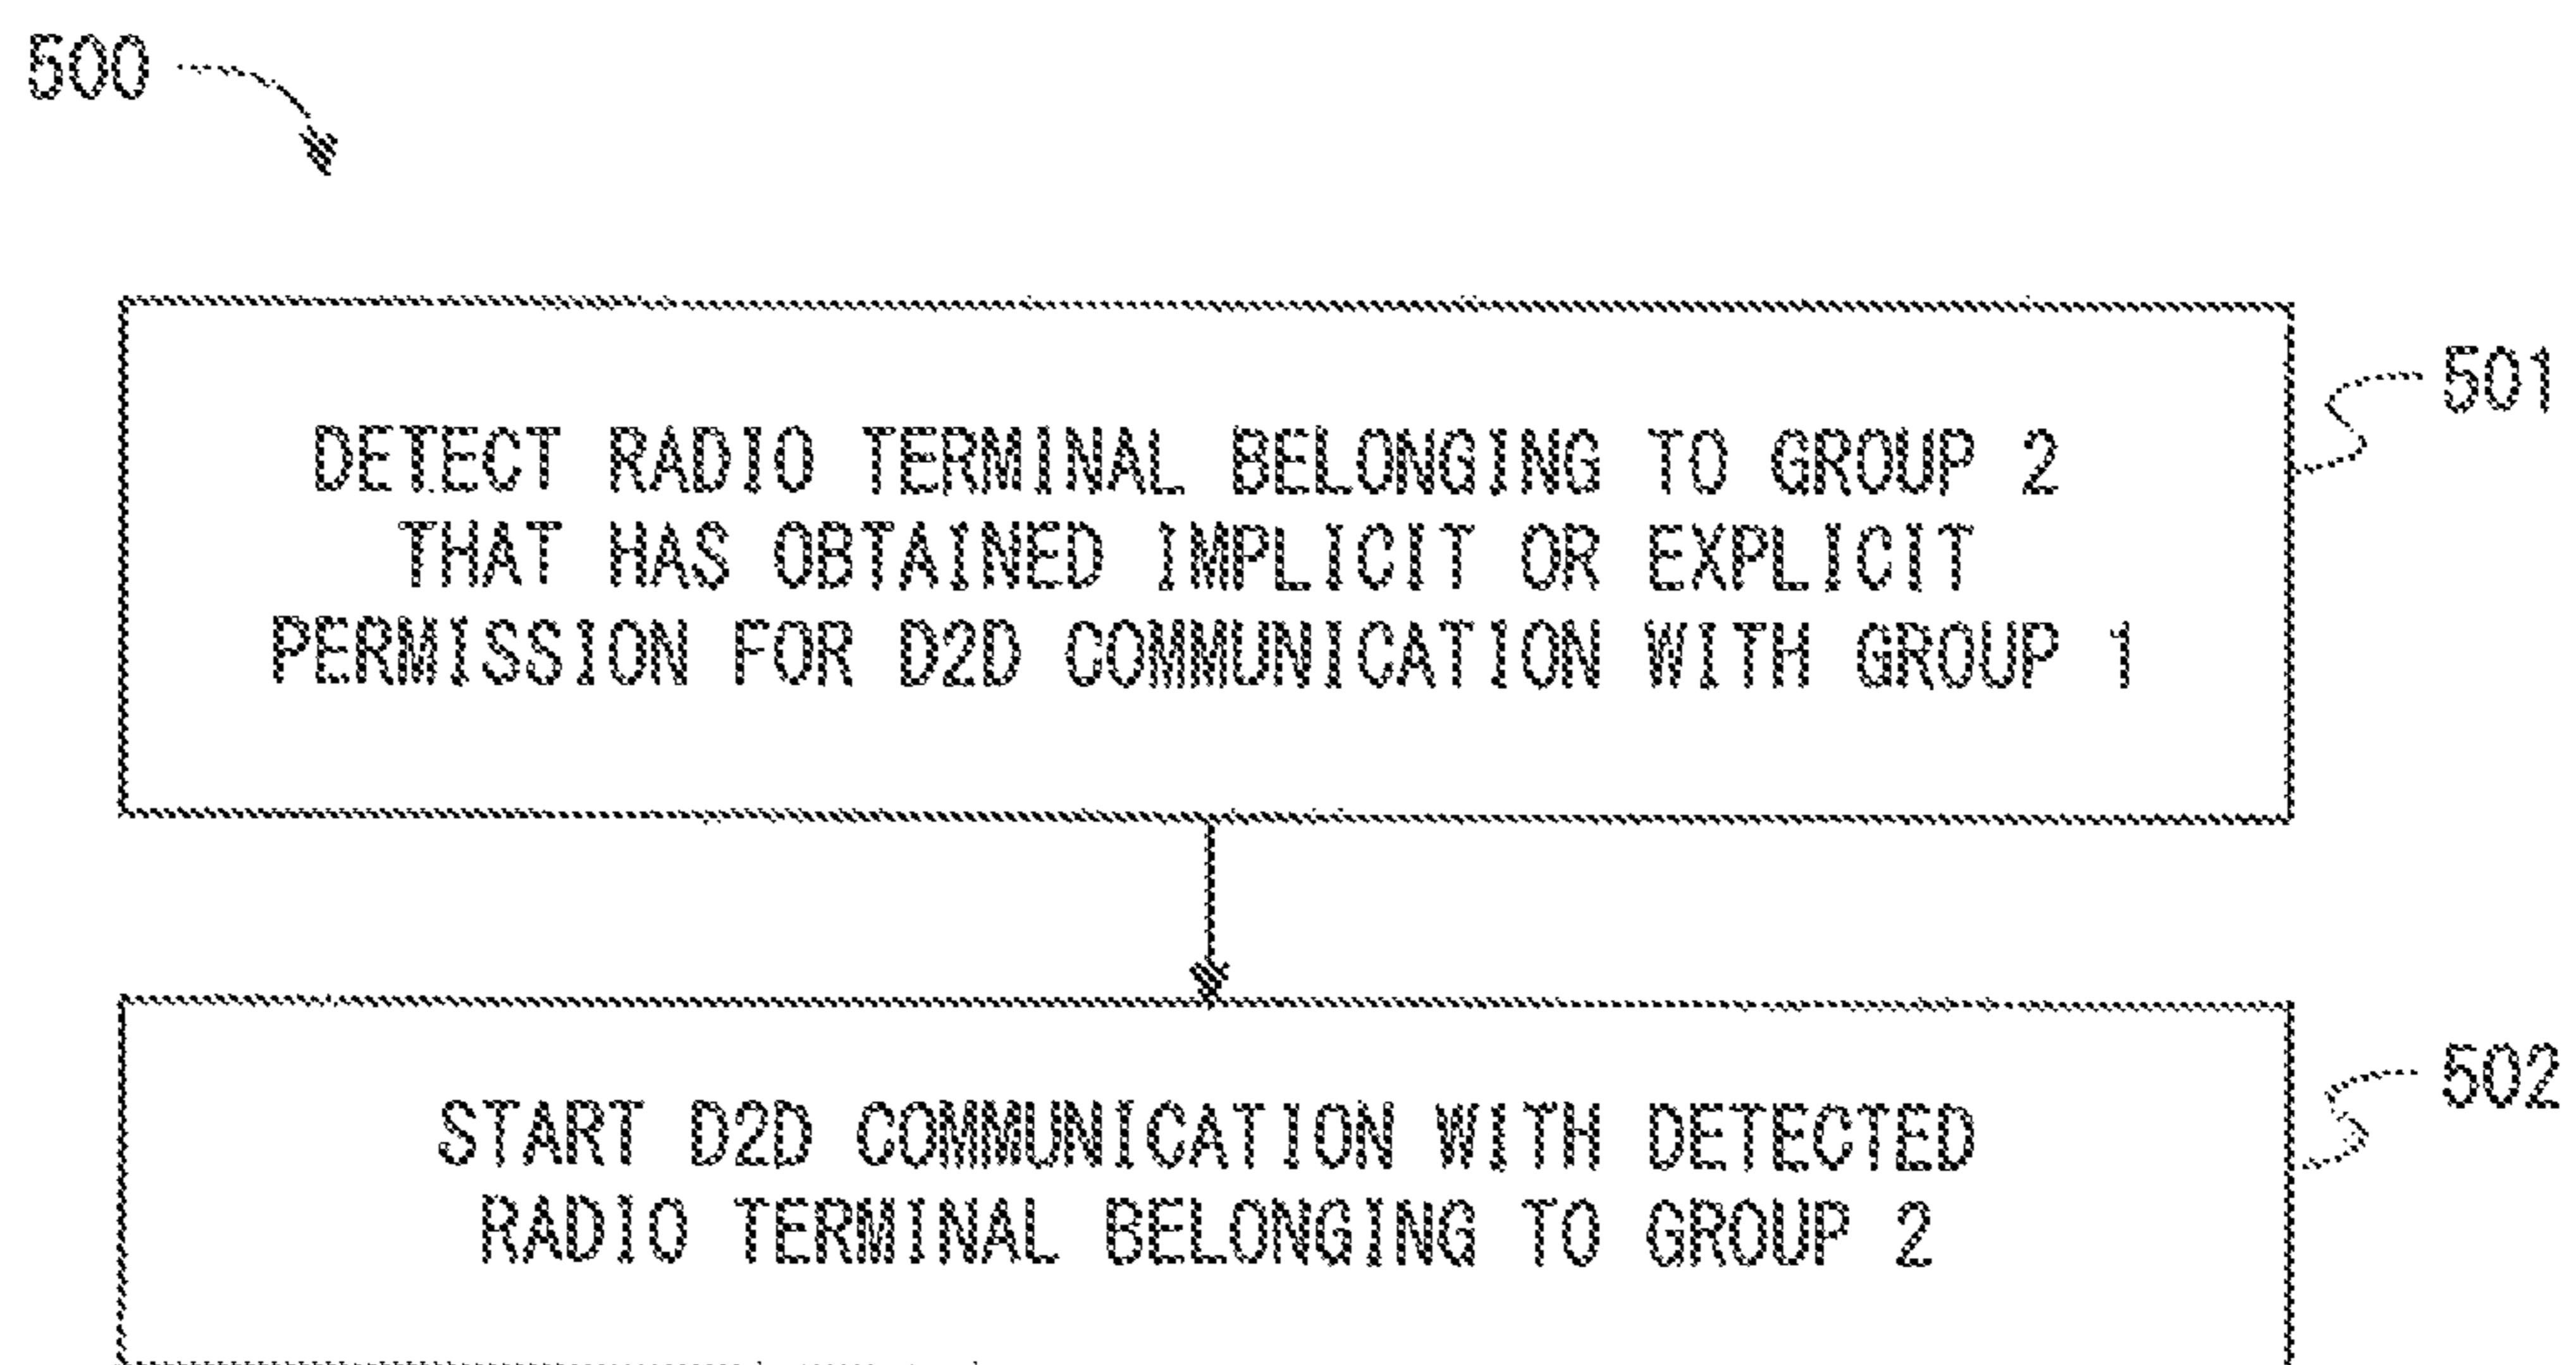 500
501
DETECT RADIO TERMINAL BELONGING TO GROUP 2
THAT HAS OBTAINED IMPLICIT OR EXPLICIT
PERMISSION FOR D2D COMMUNICATION WITH GROUP 1
502
START D2D COMMUNICATION WITH DETECTED
RADIO TERMINAL BELONGING TO GROUP 2